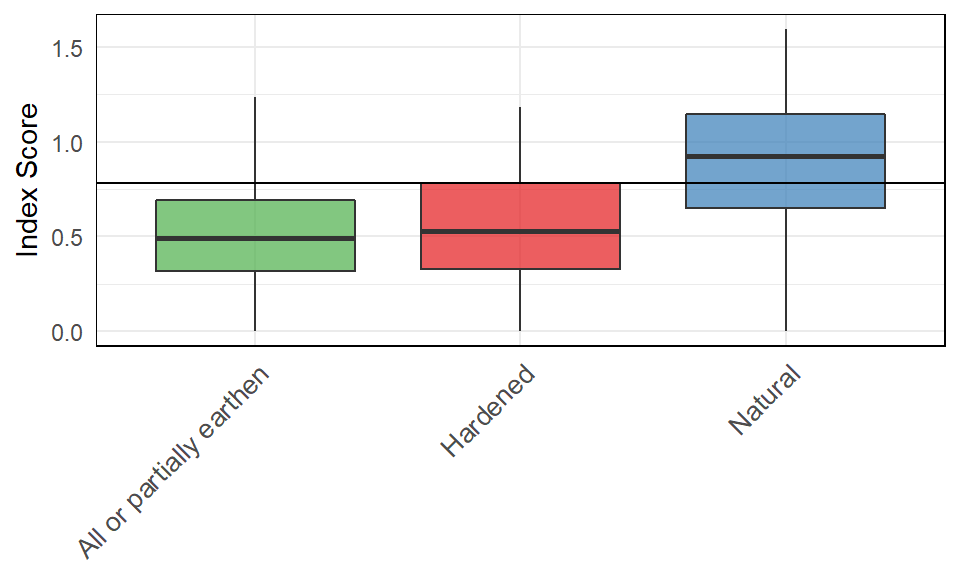 Index Score
1.5
1.0
0.5
0.0
All or partially earthen
Hardened
Natural